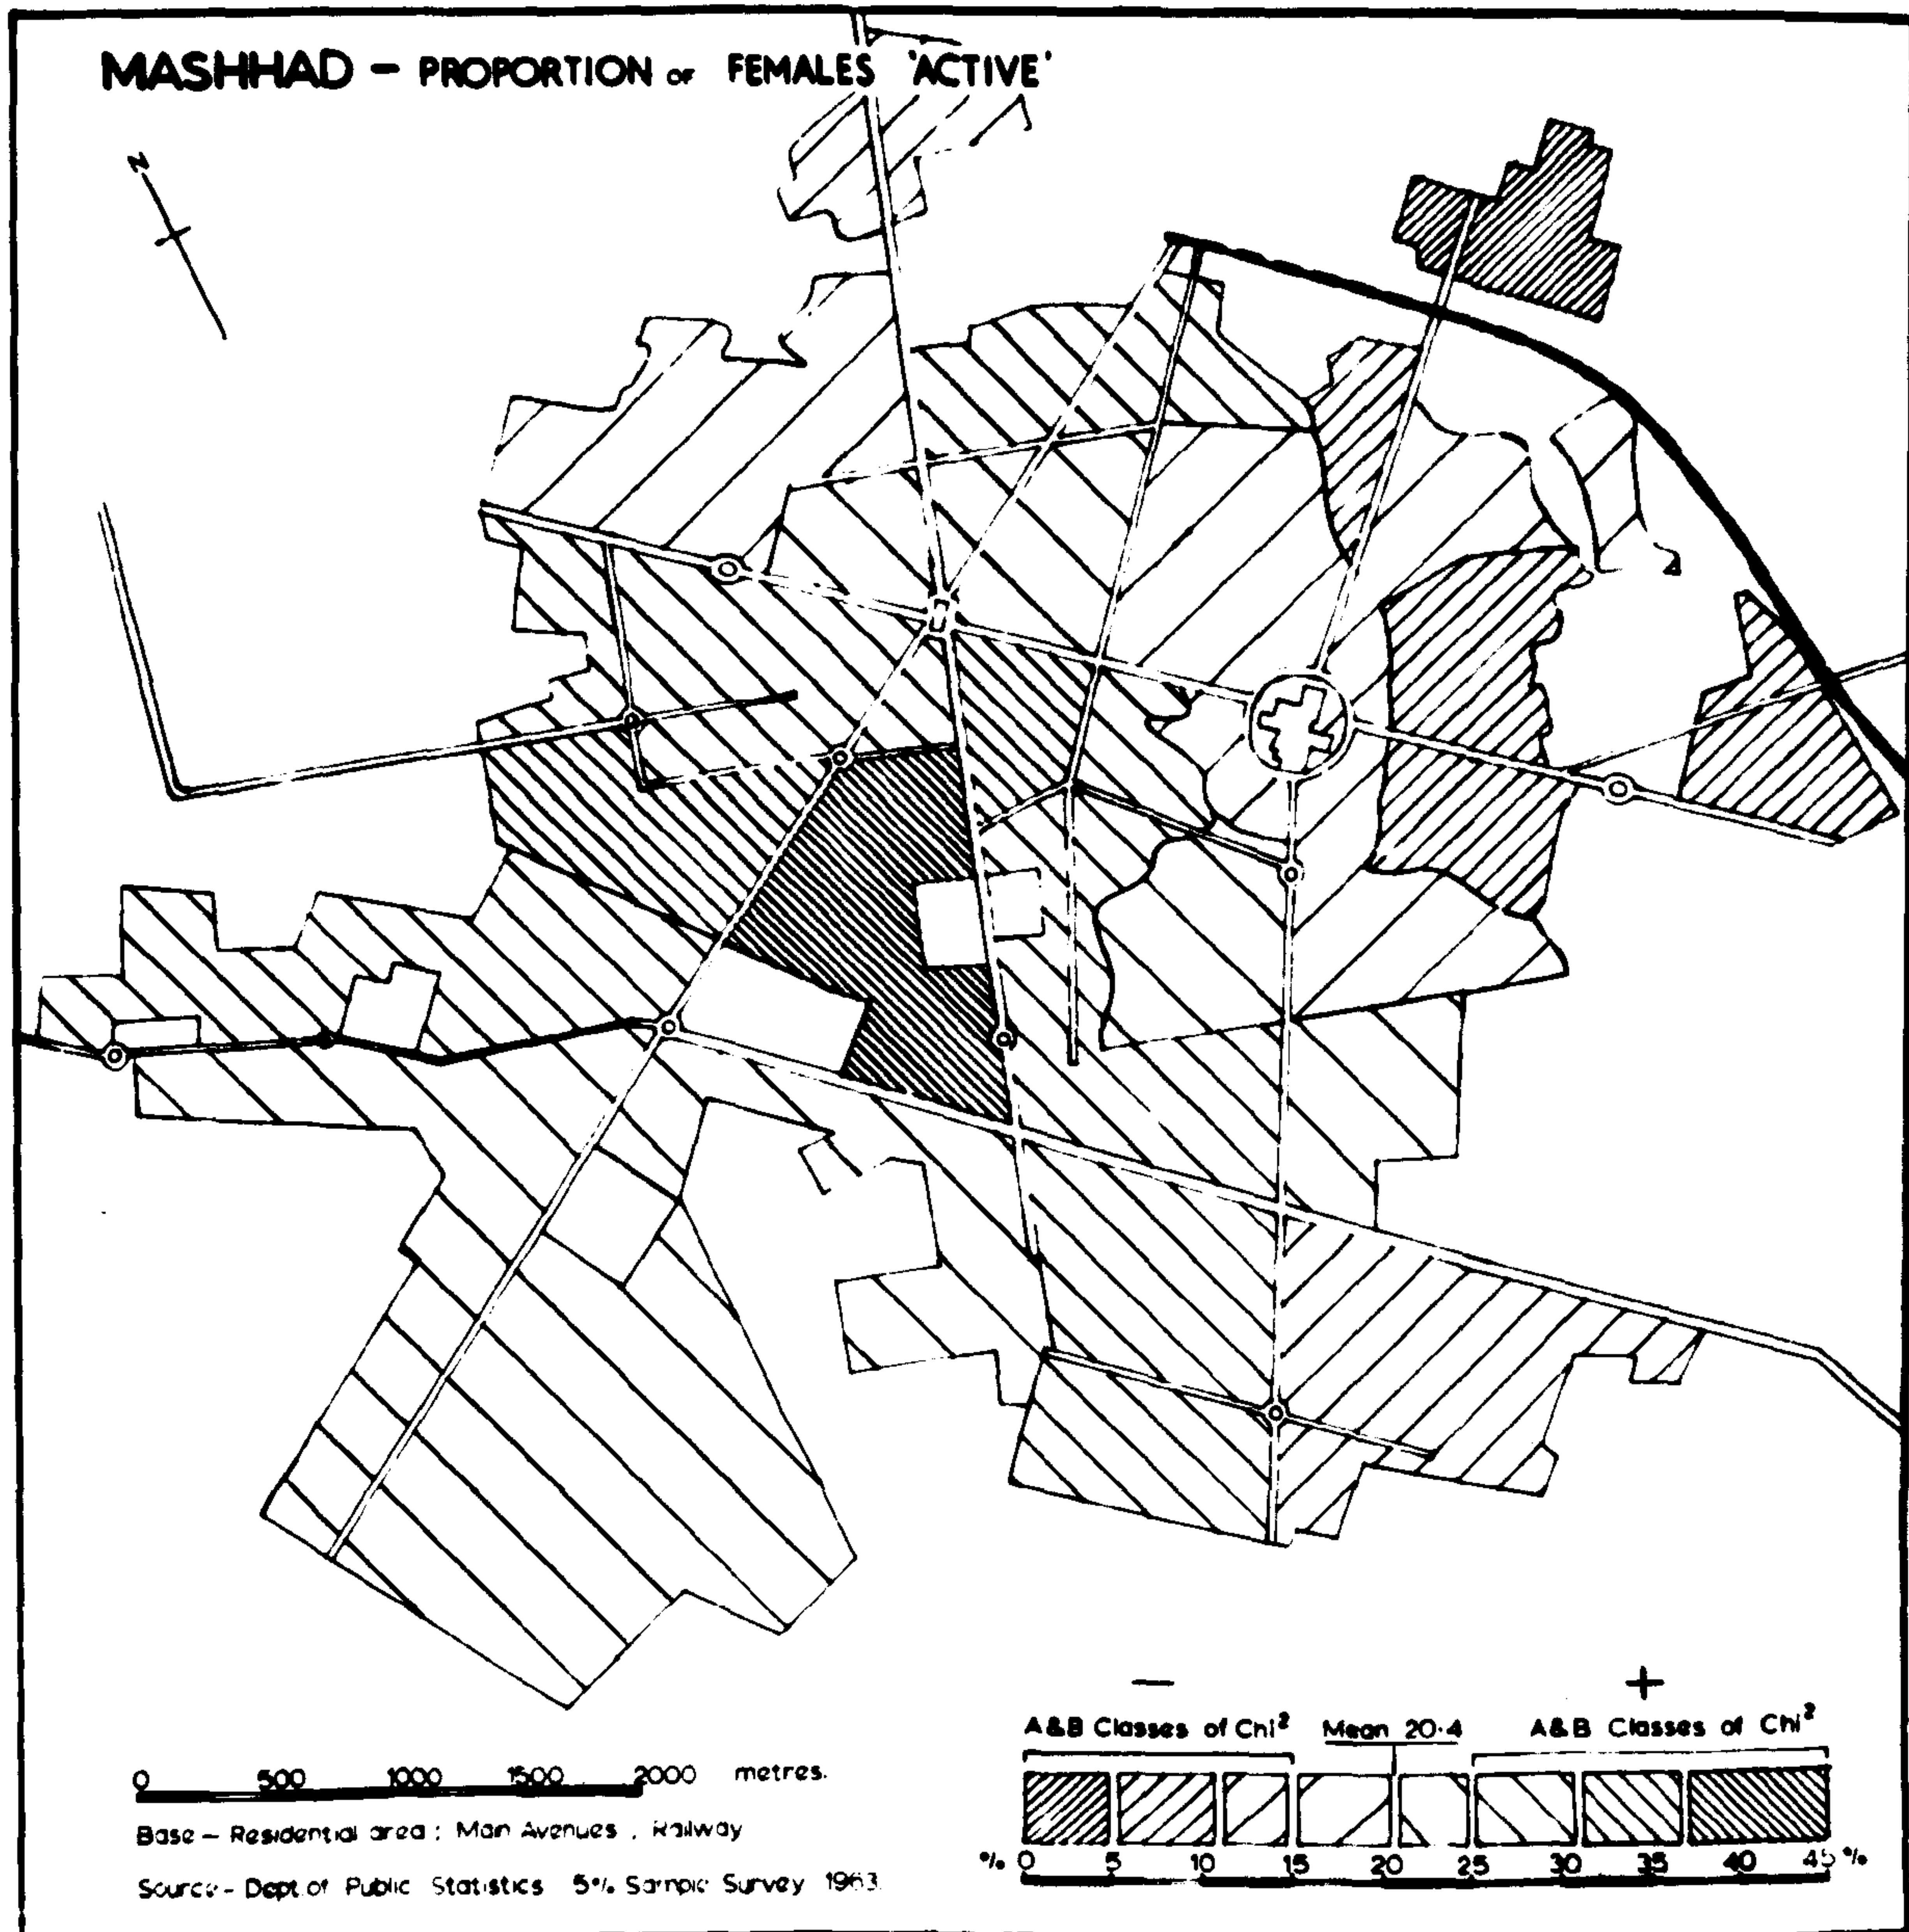 MASHHAD - PROPORTION OF FEMALES 'ACTIVE'
N
— +
A&B Classes of Chi² Mean 20·4 A&B Classes of Chi²
0 500 1000 1500 2000 metres.
Base - Residential area : Main Avenues , Railway
% 0 5 10 15 20 25 30 35 40 45 %
Source - Dept. of Public Statistics 5% Sample Survey 1963